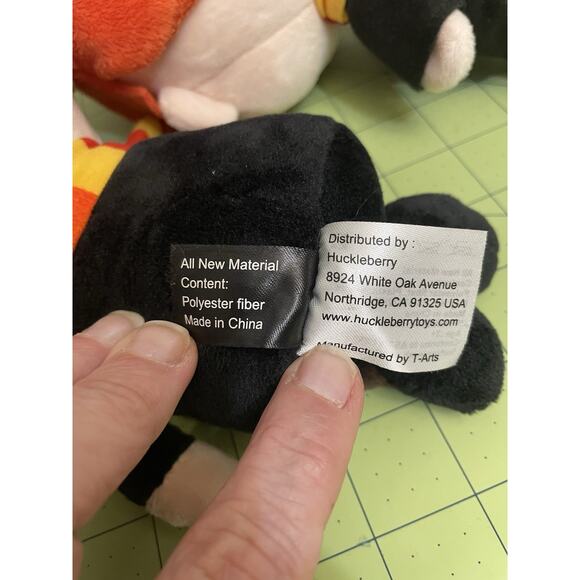 All New Material
Content:
Polyester fiber
Made in China
Distributed by :
Huckleberry
8924 White Oak Avenue
Northridge, CA 91325 USA
www.huckleberrytoys.com
Manufactured by T-Arts